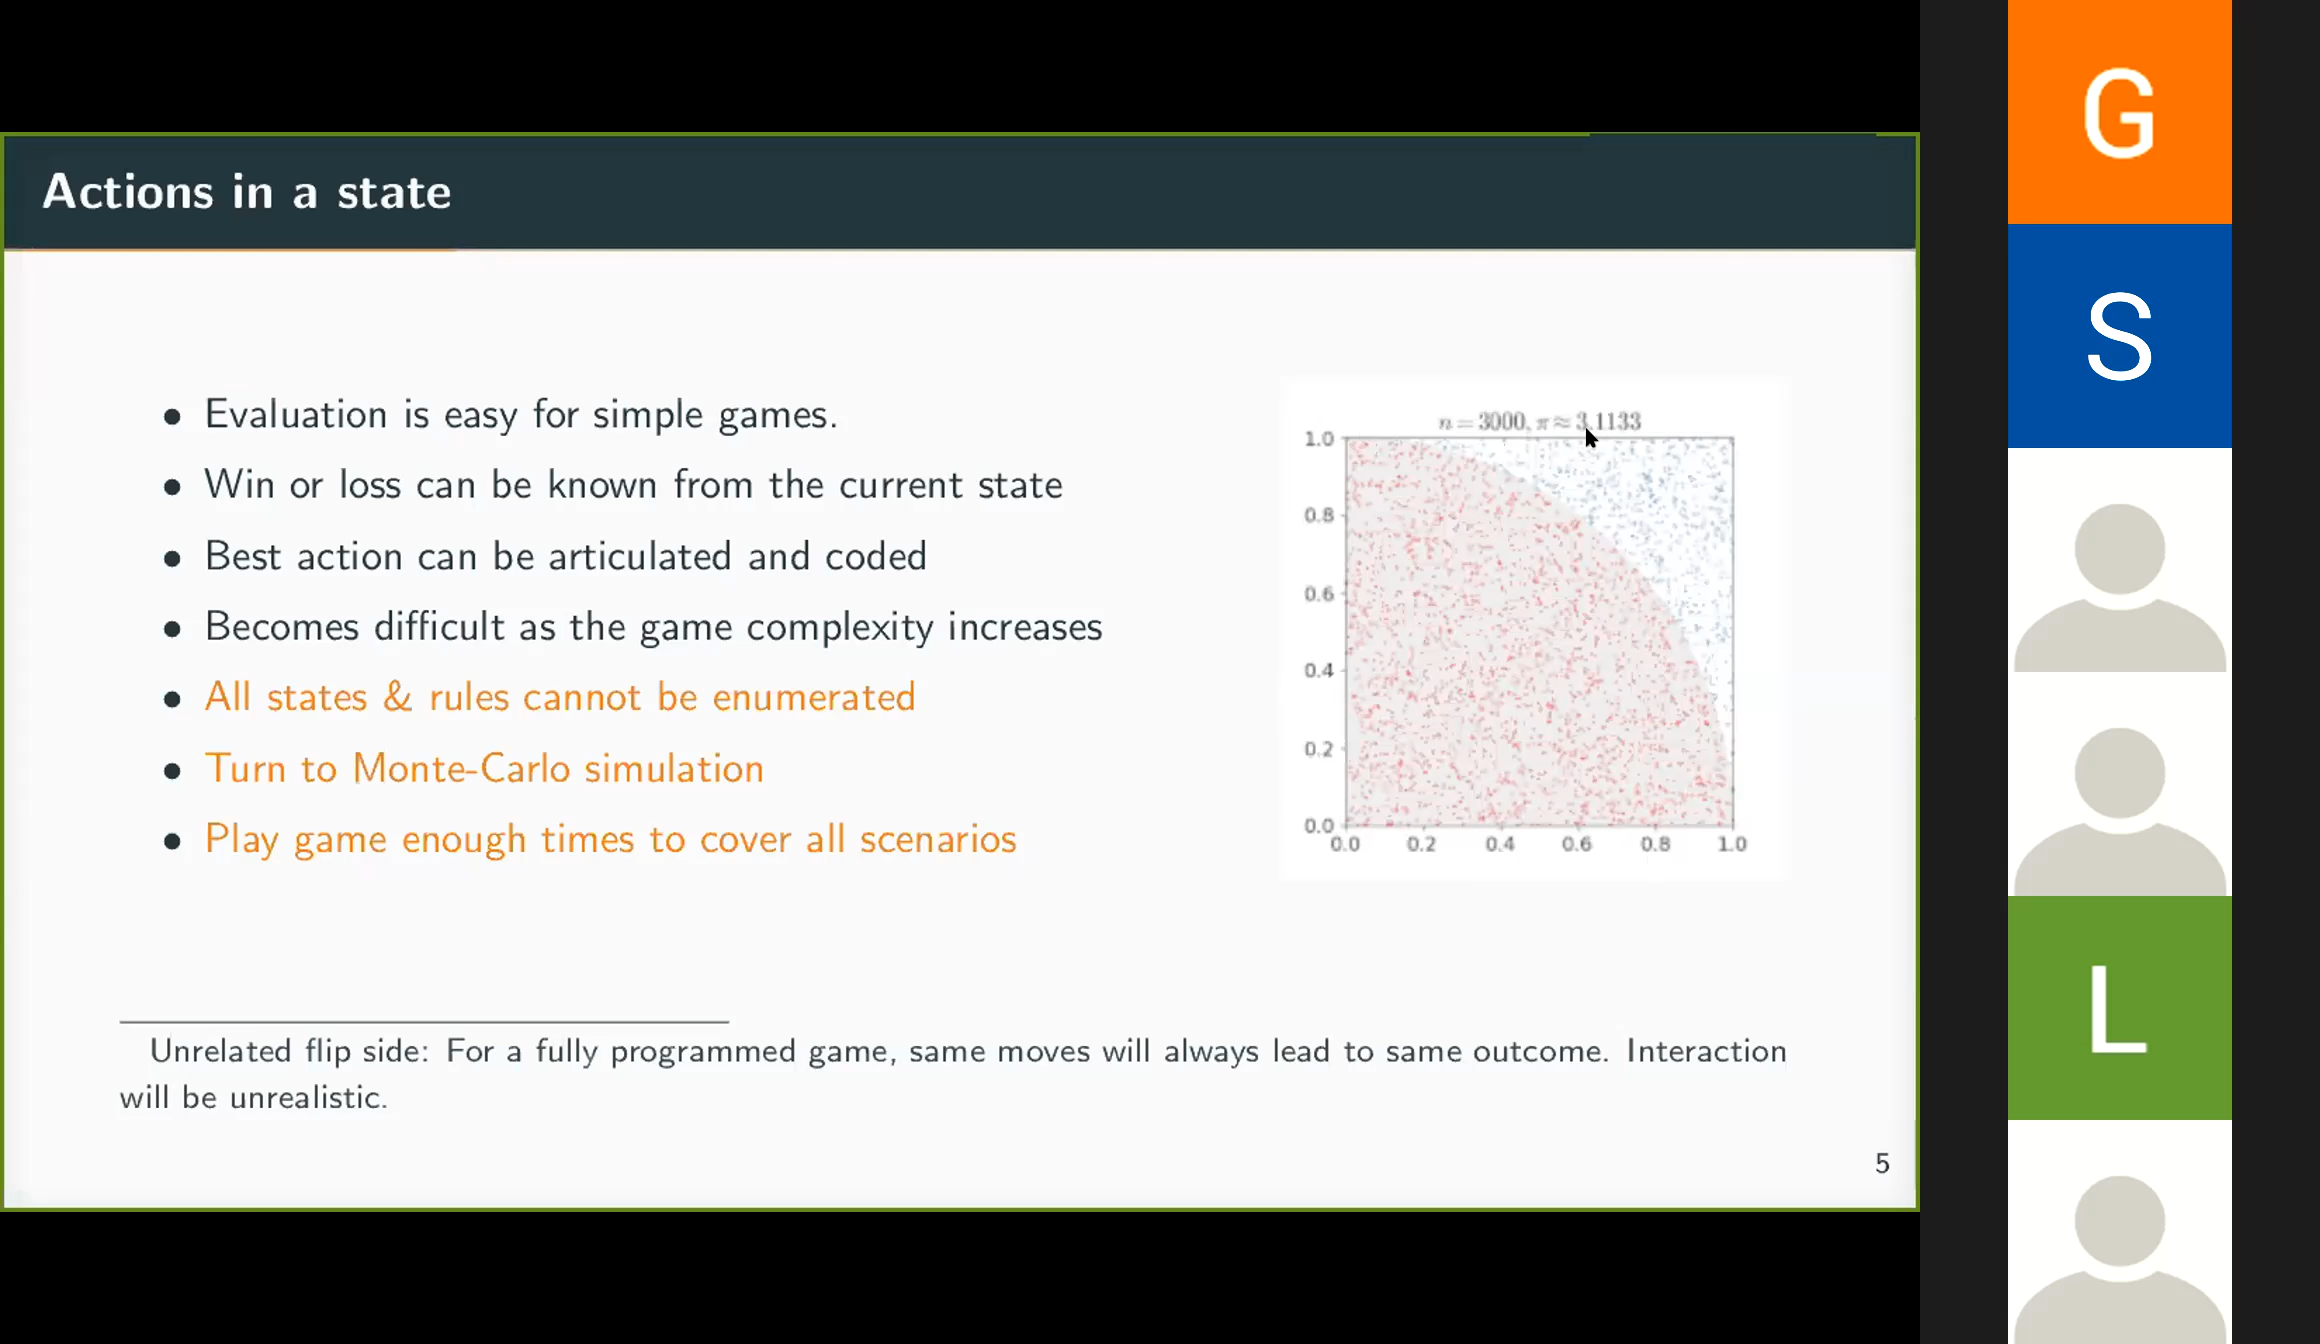 Actions in a state
Evaluation is easy for simple games.
Win or loss can be known from the current state
Best action can be articulated and coded
Becomes difficult as the game complexity increases
All states & rules cannot be enumerated
Turn to Monte-Carlo simulation
Play game enough times to cover all scenarios
n = 3000, π ≈ 3.1133
1.0
0.8
0.6
0.4
0.2
0.0
0.0 0.2 0.4 0.6 0.8 1.0
Unrelated flip side: For a fully programmed game, same moves will always lead to same outcome. Interaction
will be unrealistic.
5
G
S
L